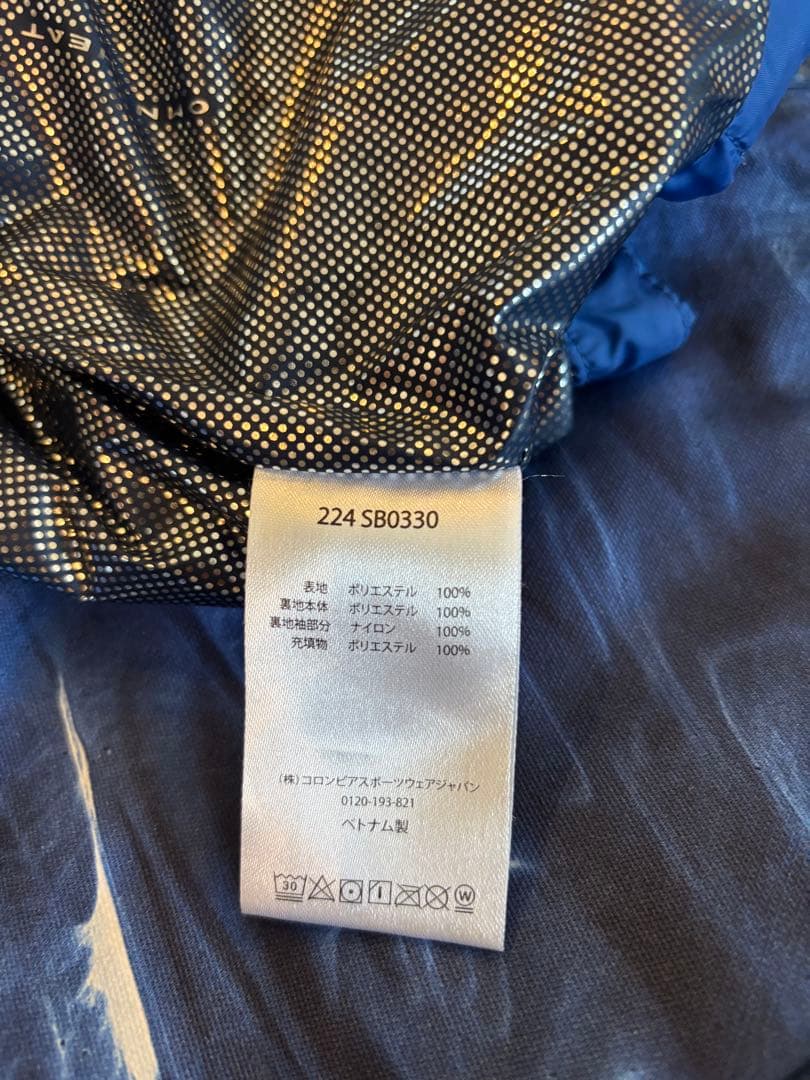 EAT
OMN
224 SB0330
表地 ポリエステル 100%
裏地本体 ポリエステル 100%
裏地袖部分 ナイロン 100%
充填物 ポリエステル 100%
(株)コロンビアスポーツウェアジャパン
0120-193-821
ベトナム製
30
W